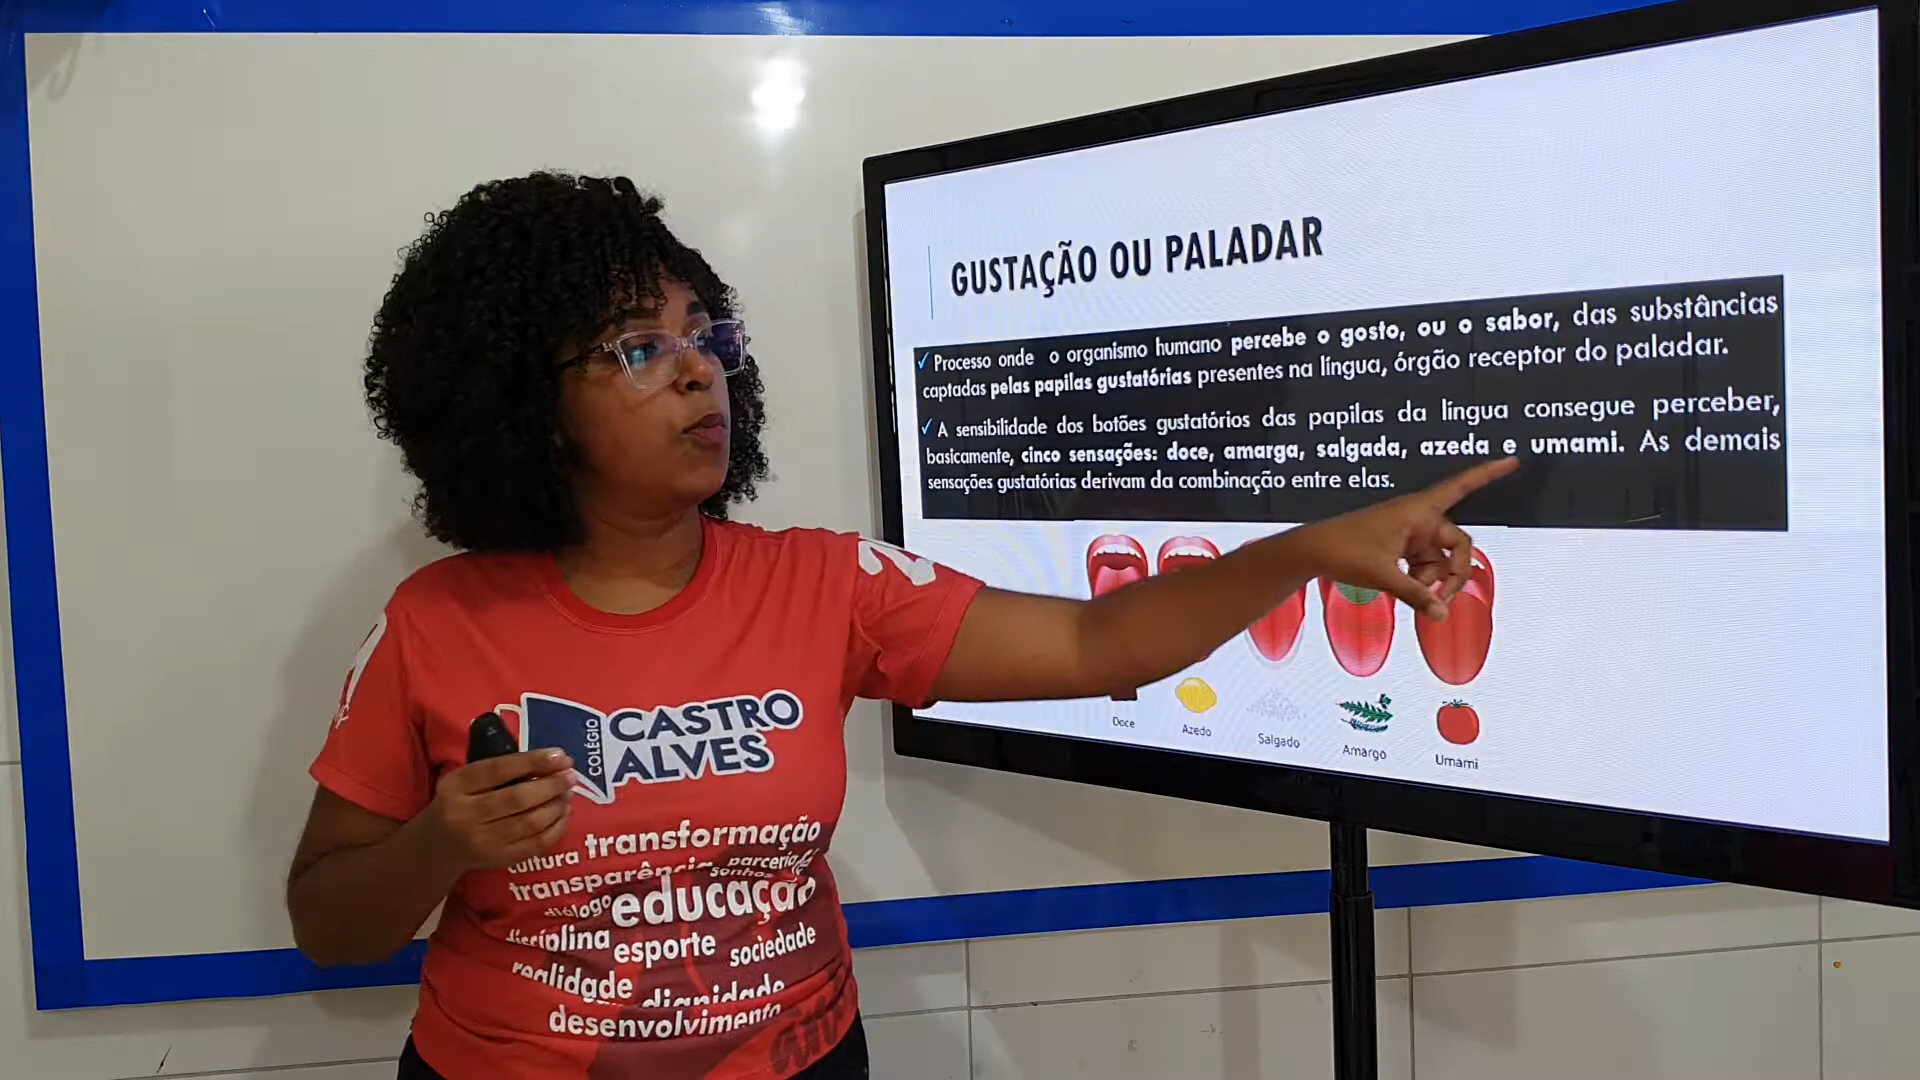 GUSTAÇÃO OU PALADAR
✓ Processo onde o organismo humano percebe o gosto, ou o sabor, das substâncias
captadas pelas papilas gustatórias presentes na língua, órgão receptor do paladar.
✓ A sensibilidade dos botões gustatórios das papilas da língua consegue perceber,
basicamente, cinco sensações: doce, amarga, salgada, azeda e umami. As demais
sensações gustatórias derivam da combinação entre elas.
Doce
Azedo
Salgado
Amargo
Umami
COLÉGIO
CASTRO
ALVES
cultura transformação
transparência parceria
sonhos
diálogo educação
disciplina esporte sociedade
realidade dignidade
desenvolvimento